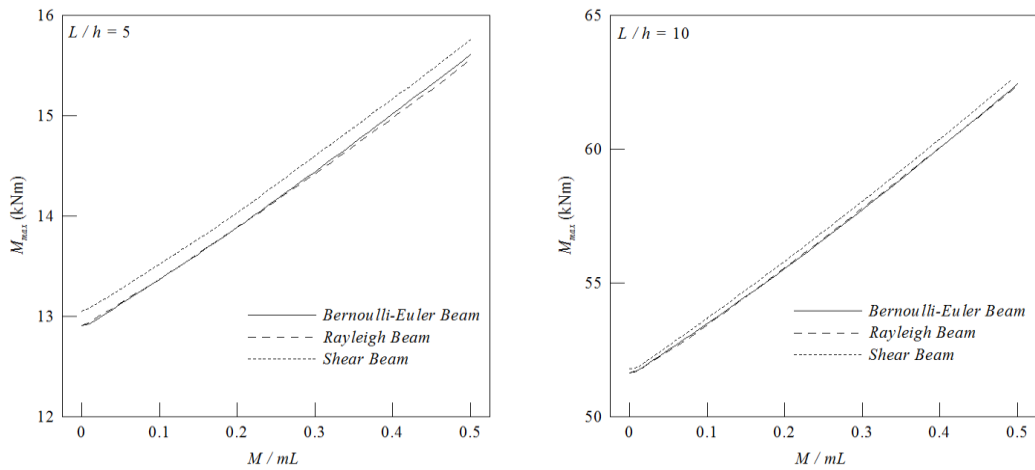 16
L / h = 5
15
14
13
12
M_max (kNm)
Bernoulli-Euler Beam
Rayleigh Beam
Shear Beam
0 0.1 0.2 0.3 0.4 0.5
M / mL
65
L / h = 10
60
55
50
M_max (kNm)
Bernoulli-Euler Beam
Rayleigh Beam
Shear Beam
0 0.1 0.2 0.3 0.4 0.5
M / mL